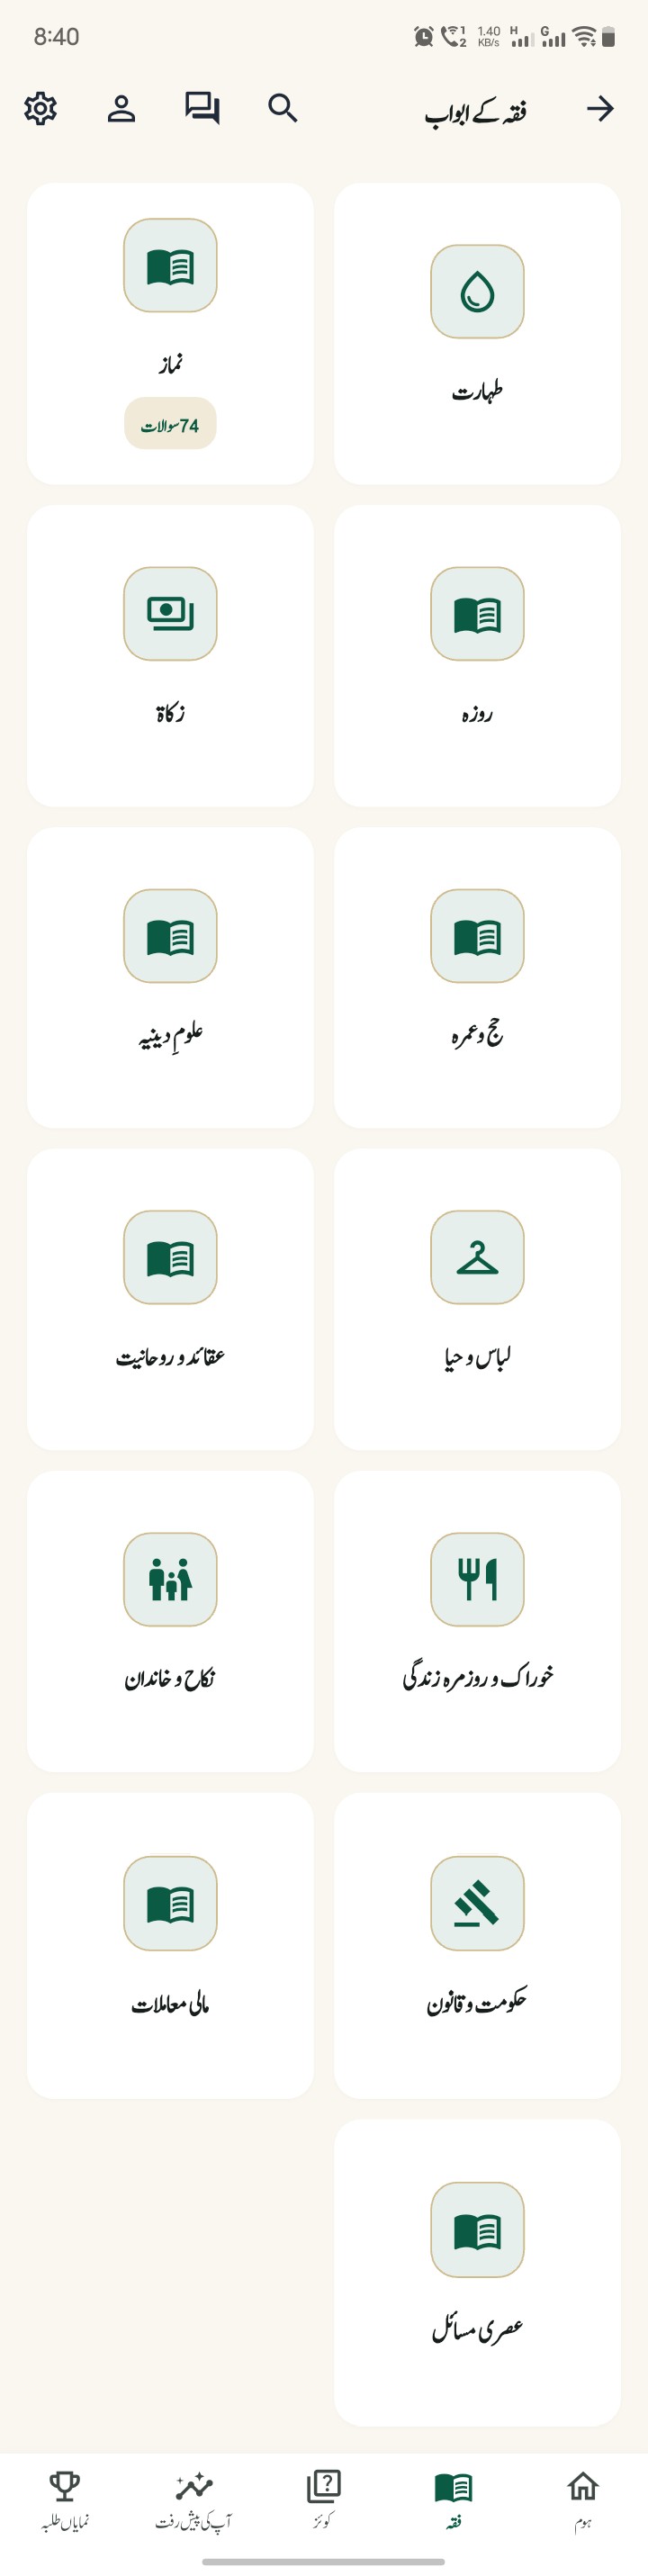 8:40
1.40 KB/s
فقہ کے ابواب
طہارت
نماز
74 سوالات
روزہ
زکاۃ
حج و عمرہ
علومِ دینیہ
لباس و حیا
عقائد و روحانیت
خوراک و روزمرہ زندگی
نکاح و خاندان
حکومت و قانون
مالی معاملات
عصری مسائل
ہوم
فقہ
کوئز
آپ کی پیش رفت
نمایاں طلبہ